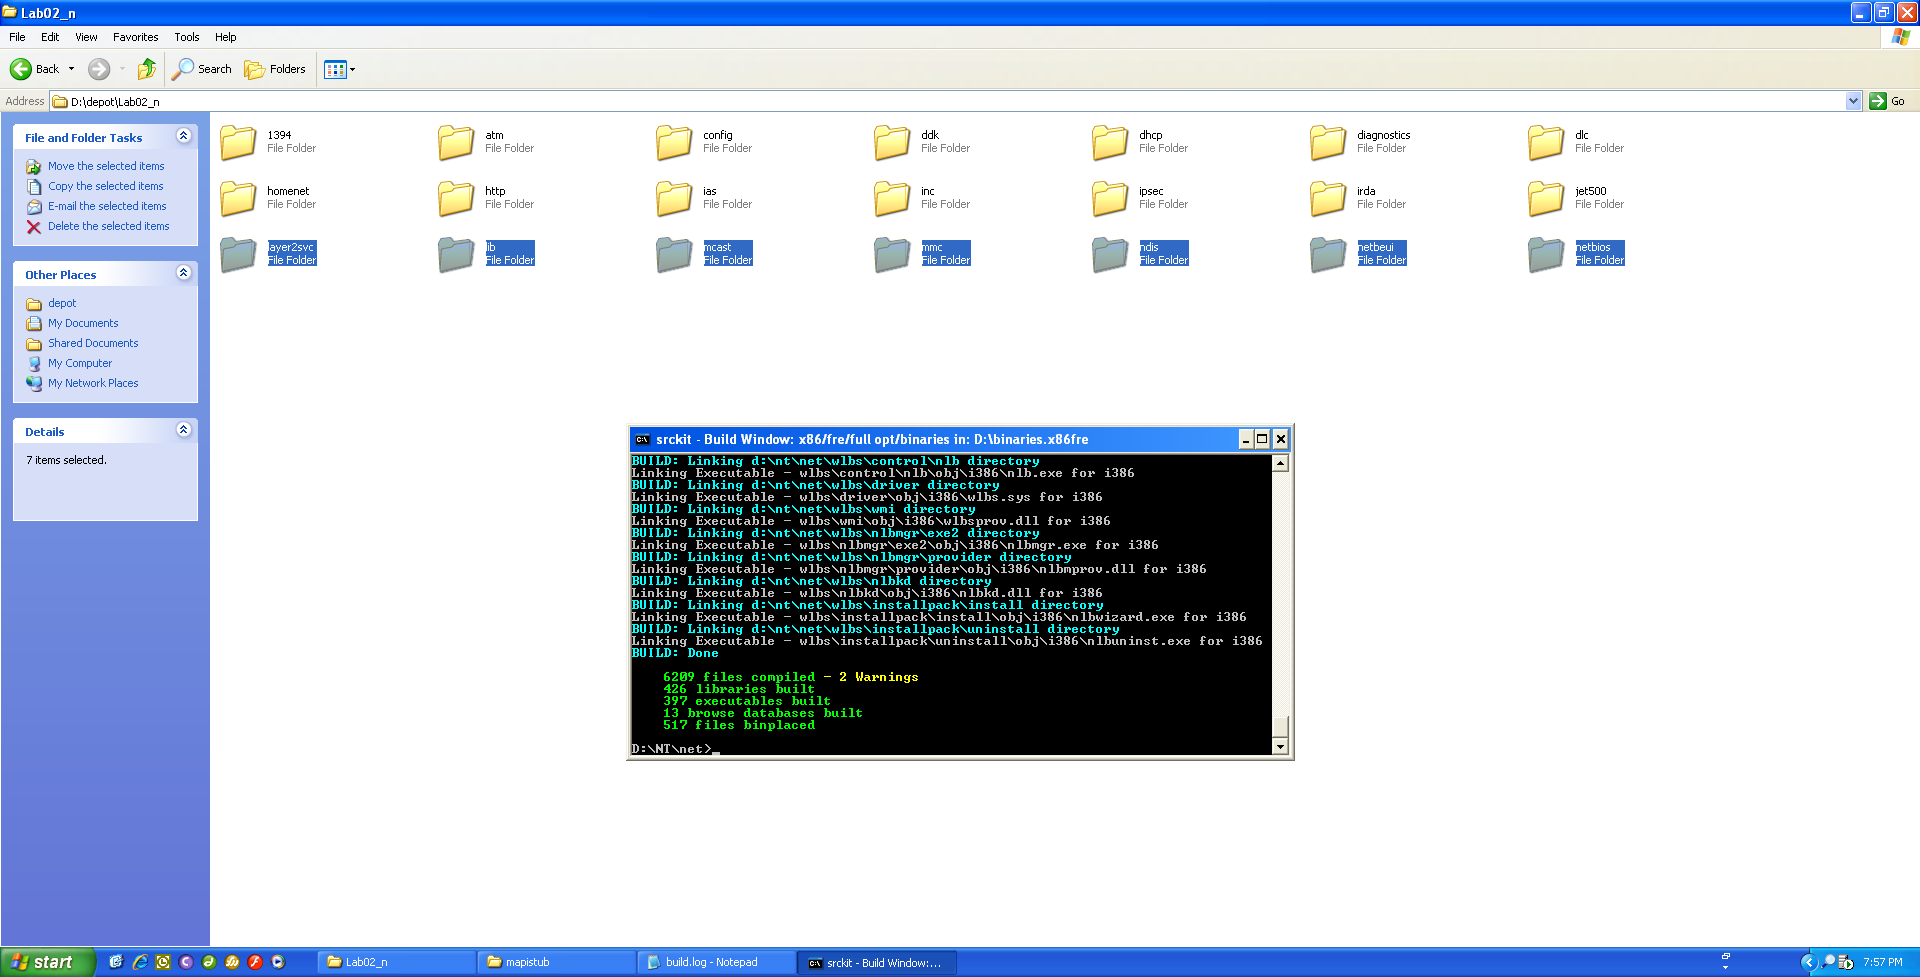 Lab02_n
File Edit View Favorites Tools Help
Back Search Folders
Address D:\depot\Lab02_n Go
File and Folder Tasks
Move the selected items
Copy the selected items
E-mail the selected items
Delete the selected items
Other Places
depot
My Documents
Shared Documents
My Computer
My Network Places
Details
7 items selected.
1394 atm config ddk dhcp diagnostics dlc
File Folder File Folder File Folder File Folder File Folder File Folder File Folder
homenet http ias inc ipsec irda jet500
File Folder File Folder File Folder File Folder File Folder File Folder File Folder
layer2svc lib mcast mmc ndis netbeui netbios
File Folder File Folder File Folder File Folder File Folder File Folder File Folder
srckit - Build Window: x86/fre/full opt/binaries in: D:\binaries.x86fre
BUILD: Linking d:\nt\net\wlbs\control\nlb directory
Linking Executable - wlbs\control\nlb\obj\i386\nlb.exe for i386
BUILD: Linking d:\nt\net\wlbs\driver directory
Linking Executable - wlbs\driver\obj\i386\wlbs.sys for i386
BUILD: Linking d:\nt\net\wlbs\wmi directory
Linking Executable - wlbs\wmi\obj\i386\wlbsprov.dll for i386
BUILD: Linking d:\nt\net\wlbs\nlbmgr\exe2 directory
Linking Executable - wlbs\nlbmgr\exe2\obj\i386\nlbmgr.exe for i386
BUILD: Linking d:\nt\net\wlbs\nlbmgr\provider directory
Linking Executable - wlbs\nlbmgr\provider\obj\i386\nlbmprov.dll for i386
BUILD: Linking d:\nt\net\wlbs\nlbkd directory
Linking Executable - wlbs\nlbkd\obj\i386\nlbkd.dll for i386
BUILD: Linking d:\nt\net\wlbs\installpack\install directory
Linking Executable - wlbs\installpack\install\obj\i386\nlbwizard.exe for i386
BUILD: Linking d:\nt\net\wlbs\installpack\uninstall directory
Linking Executable - wlbs\installpack\uninstall\obj\i386\nlbuninst.exe for i386
BUILD: Done
6209 files compiled - 2 Warnings
426 libraries built
397 executables built
13 browse databases built
517 files binplaced
D:\NT\net>_
start Lab02_n mapistub build.log - Notepad srckit - Build Window:... 7:57 PM